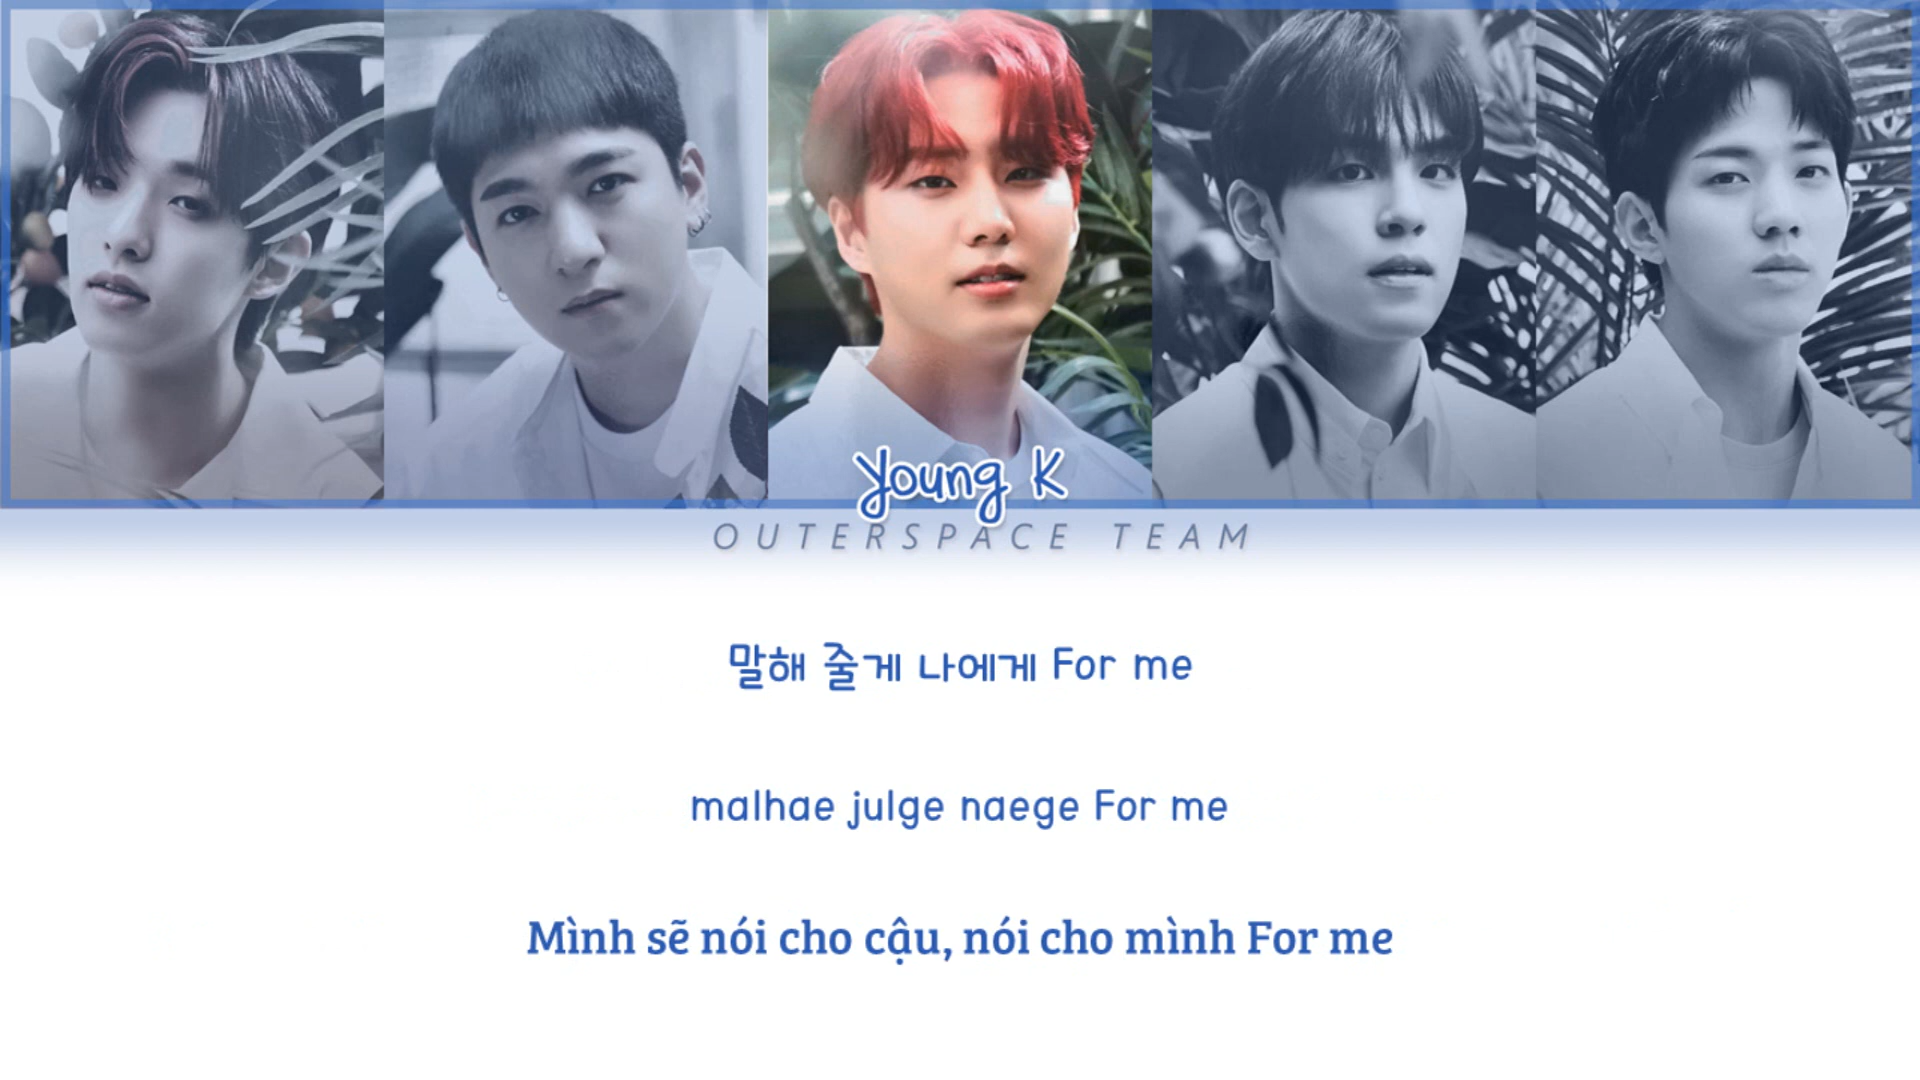 Young K
OUTERSPACE TEAM
말해 줄게 나에게 For me
malhae julge naege For me
Mình sẽ nói cho cậu, nói cho mình For me